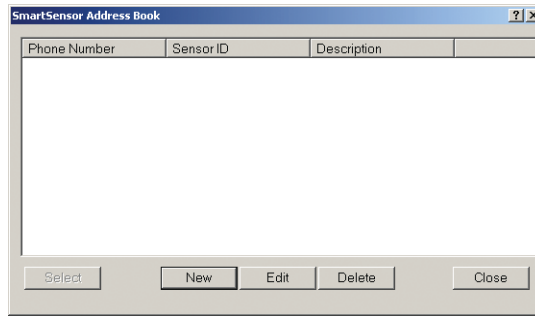 SmartSensor Address Book
Phone Number Sensor ID Description
Select New Edit Delete Close